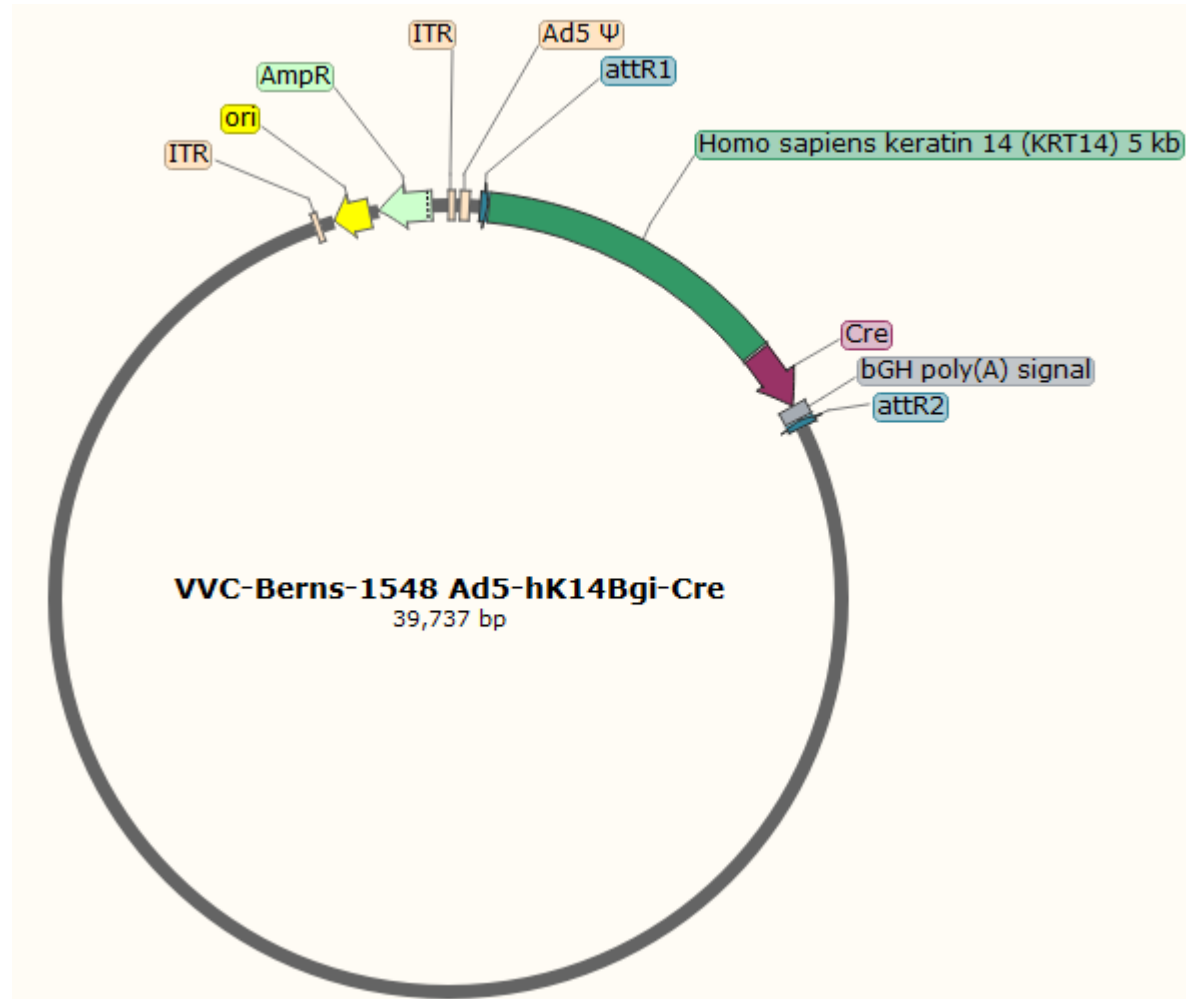 ITR
Ad5 Ψ
AmpR
attR1
ori
ITR
Homo sapiens keratin 14 (KRT14) 5 kb
Cre
bGH poly(A) signal
attR2
VVC-Berns-1548 Ad5-hK14Bgi-Cre
39,737 bp